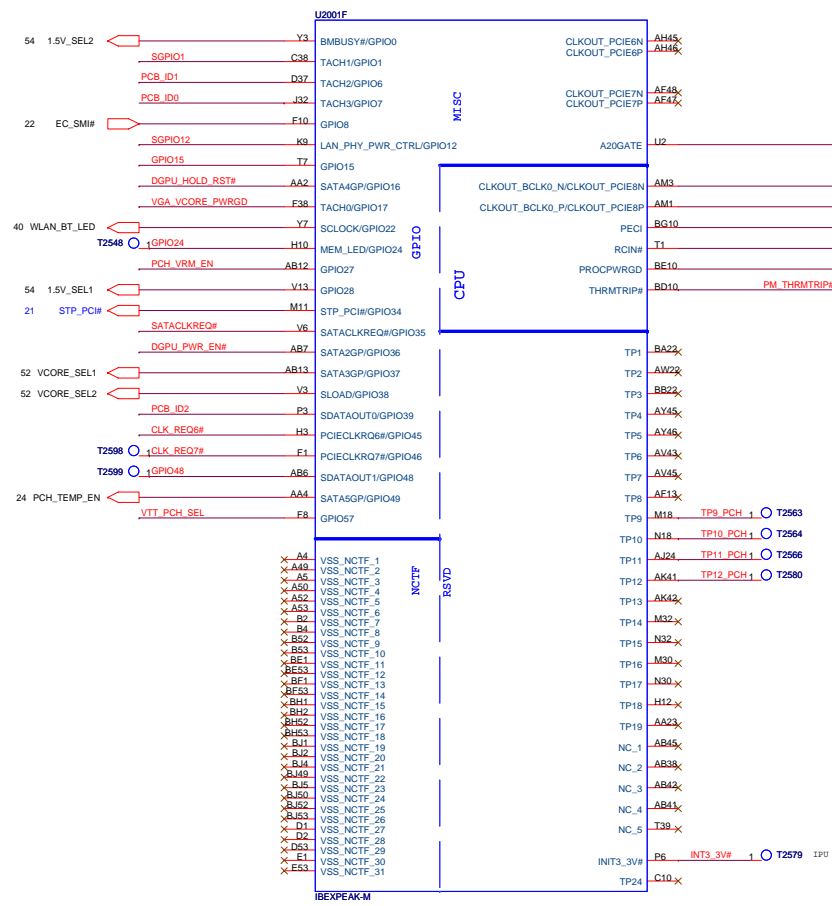 U2001F
54 1.5V_SEL2 Y3 BMBUSY#/GPIO0 CLKOUT_PCIE6N AH45
CLKOUT_PCIE6P AH46
SGPIO1 C38 TACH1/GPIO1
PCB_ID1 D37 TACH2/GPIO6
CLKOUT_PCIE7N AF48
PCB_ID0 J32 TACH3/GPIO7 CLKOUT_PCIE7P AF47
MISC
22 EC_SMI# F10 GPIO8
SGPIO12 K9 LAN_PHY_PWR_CTRL/GPIO12 A20GATE U2
GPIO15 T7 GPIO15
DGPU_HOLD_RST# AA2 SATA4GP/GPIO16 CLKOUT_BCLK0_N/CLKOUT_PCIE8N AM3
VGA_VCORE_PWRGD F38 TACH0/GPIO17 CLKOUT_BCLK0_P/CLKOUT_PCIE8P AM1
40 WLAN_BT_LED Y7 SCLOCK/GPIO22 PECI BG10
GPIO
T2548 1 GPIO24 H10 MEM_LED/GPIO24 RCIN# T1
PCH_VRM_EN AB12 GPIO27 PROCPWRGD BE10
CPU
54 1.5V_SEL1 V13 GPIO28 THRMTRIP# BD10 PM_THRMTRIP#
21 STP_PCI# M11 STP_PCI#/GPIO34
SATACLKREQ# V6 SATACLKREQ#/GPIO35
DGPU_PWR_EN# AB7 SATA2GP/GPIO36 TP1 BA22
52 VCORE_SEL1 AB13 SATA3GP/GPIO37 TP2 AW22
52 VCORE_SEL2 V3 SLOAD/GPIO38 TP3 BB22
PCB_ID2 P3 SDATAOUT0/GPIO39 TP4 AY45
CLK_REQ6# H3 PCIECLKRQ6#/GPIO45 TP5 AY46
T2598 1 CLK_REQ7# F1 PCIECLKRQ7#/GPIO46 TP6 AV43
T2599 1 GPIO48 AB6 SDATAOUT1/GPIO48 TP7 AV45
24 PCH_TEMP_EN AA4 SATA5GP/GPIO49 TP8 AF13
VTT_PCH_SEL F8 GPIO57 TP9 M18 TP9_PCH 1 T2563
TP10 N18 TP10_PCH 1 T2564
A4 VSS_NCTF_1 TP11 AJ24 TP11_PCH 1 T2566
A49 VSS_NCTF_2
A5 VSS_NCTF_3 TP12 AK41 TP12_PCH 1 T2580
NCTF
RSVD
A50 VSS_NCTF_4
A52 VSS_NCTF_5 TP13 AK42
A53 VSS_NCTF_6
B2 VSS_NCTF_7 TP14 M32
B4 VSS_NCTF_8
B52 VSS_NCTF_9 TP15 N32
B53 VSS_NCTF_10
BE1 VSS_NCTF_11 TP16 M30
BE53 VSS_NCTF_12
BF1 VSS_NCTF_13 TP17 N30
BF53 VSS_NCTF_14
BH1 VSS_NCTF_15 TP18 H12
BH2 VSS_NCTF_16
BH52 VSS_NCTF_17 TP19 AA23
BH53 VSS_NCTF_18
BJ1 VSS_NCTF_19 NC_1 AB45
BJ2 VSS_NCTF_20
BJ4 VSS_NCTF_21 NC_2 AB38
BJ49 VSS_NCTF_22
BJ5 VSS_NCTF_23 NC_3 AB42
BJ50 VSS_NCTF_24
BJ52 VSS_NCTF_25 NC_4 AB41
BJ53 VSS_NCTF_26
D1 VSS_NCTF_27 NC_5 T39
D2 VSS_NCTF_28
D53 VSS_NCTF_29
E1 VSS_NCTF_30 INIT3_3V# P6 INT3_3V# 1 T2579 IPU
E53 VSS_NCTF_31
TP24 C10
IBEXPEAK-M